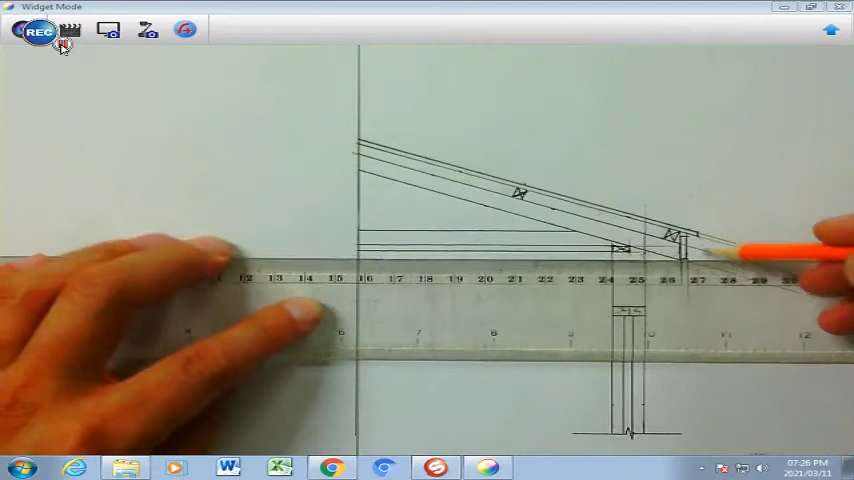 Widget Mode
REC
12 13 14 15 16 17 18 19 20 21 22 23 24 25 26 27 28 29
6 7 8 10 11 12
07:26 PM
2021/03/11